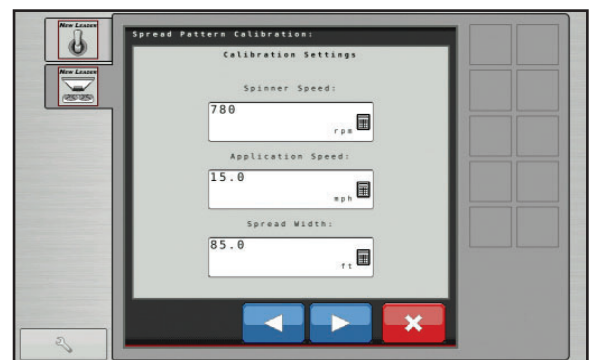 New Leader
New Leader
Spread Pattern Calibration:
Calibration Settings
Spinner Speed:
780
rpm
Application Speed:
15.0
mph
Spread Width:
85.0
ft